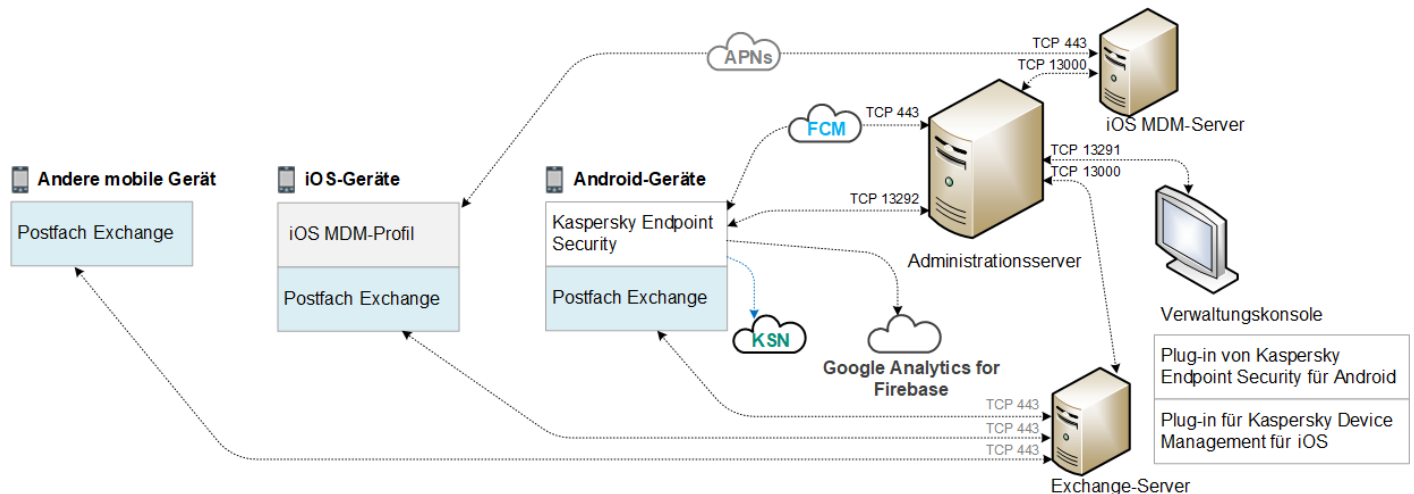 TCP 443
APNs
TCP 13000
TCP 443
FCM
iOS MDM-Server
TCP 13291
TCP 13000
Andere mobile Gerät
iOS-Geräte
Android-Geräte
TCP 13292
Postfach Exchange
iOS MDM-Profil
Kaspersky Endpoint
Security
Administrationsserver
Postfach Exchange
Postfach Exchange
Verwaltungskonsole
KSN
Google Analytics for
Firebase
Plug-in von Kaspersky
Endpoint Security für Android
Plug-in für Kaspersky Device
Management für iOS
TCP 443
TCP 443
TCP 443
Exchange-Server